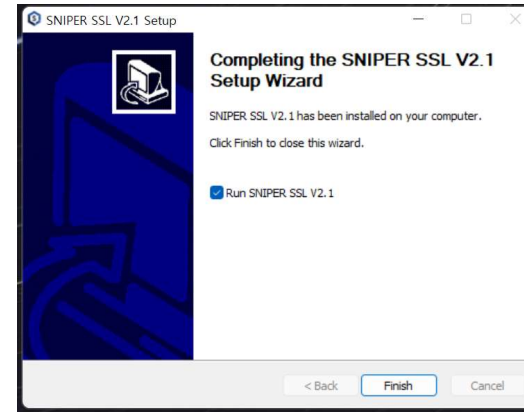 SNIPER SSL V2.1 Setup
Completing the SNIPER SSL V2.1
Setup Wizard
SNIPER SSL V2.1 has been installed on your computer.
Click Finish to close this wizard.
Run SNIPER SSL V2.1
< Back
Finish
Cancel